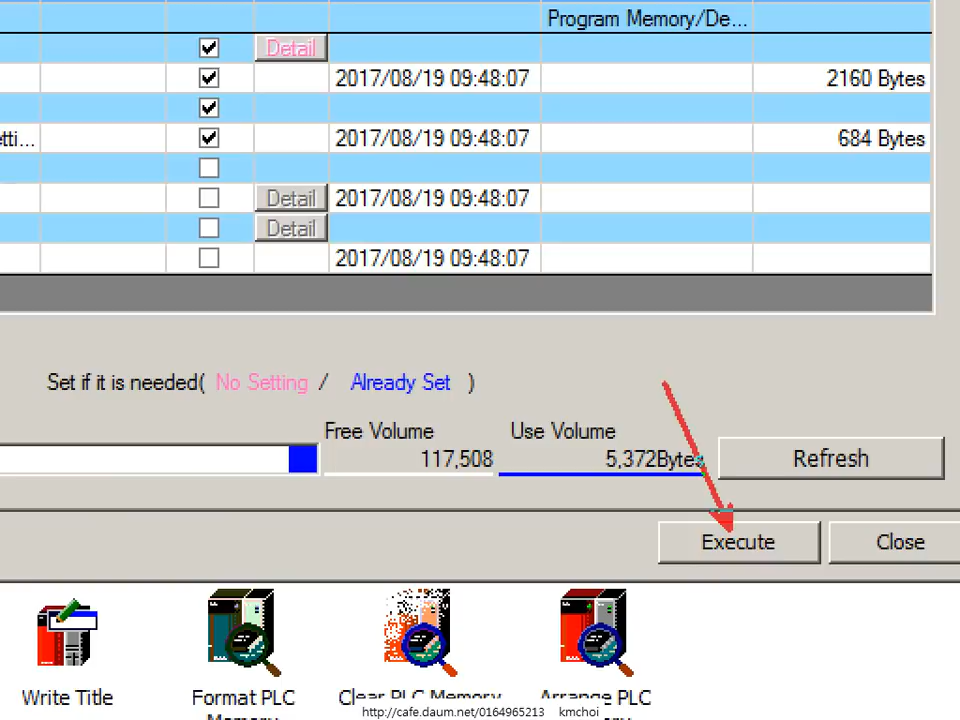 Program Memory/De...
Detail
2017/08/19 09:48:07 2160 Bytes
etti... 2017/08/19 09:48:07 684 Bytes
Detail 2017/08/19 09:48:07
Detail
2017/08/19 09:48:07
Set if it is needed( No Setting / Already Set )
Free Volume Use Volume
117,508 5,372Bytes Refresh
Execute Close
Write Title Format PLC Clear PLC Memory Arrange PLC
Memory
http://cafe.daum.net/0164965213 kmchoi